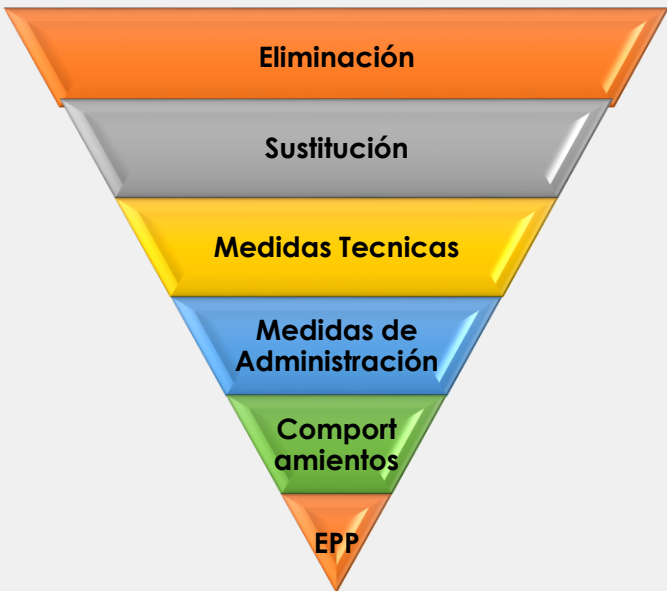 Eliminación
Sustitución
Medidas Tecnicas
Medidas de
Administración
Comport
amientos
EPP